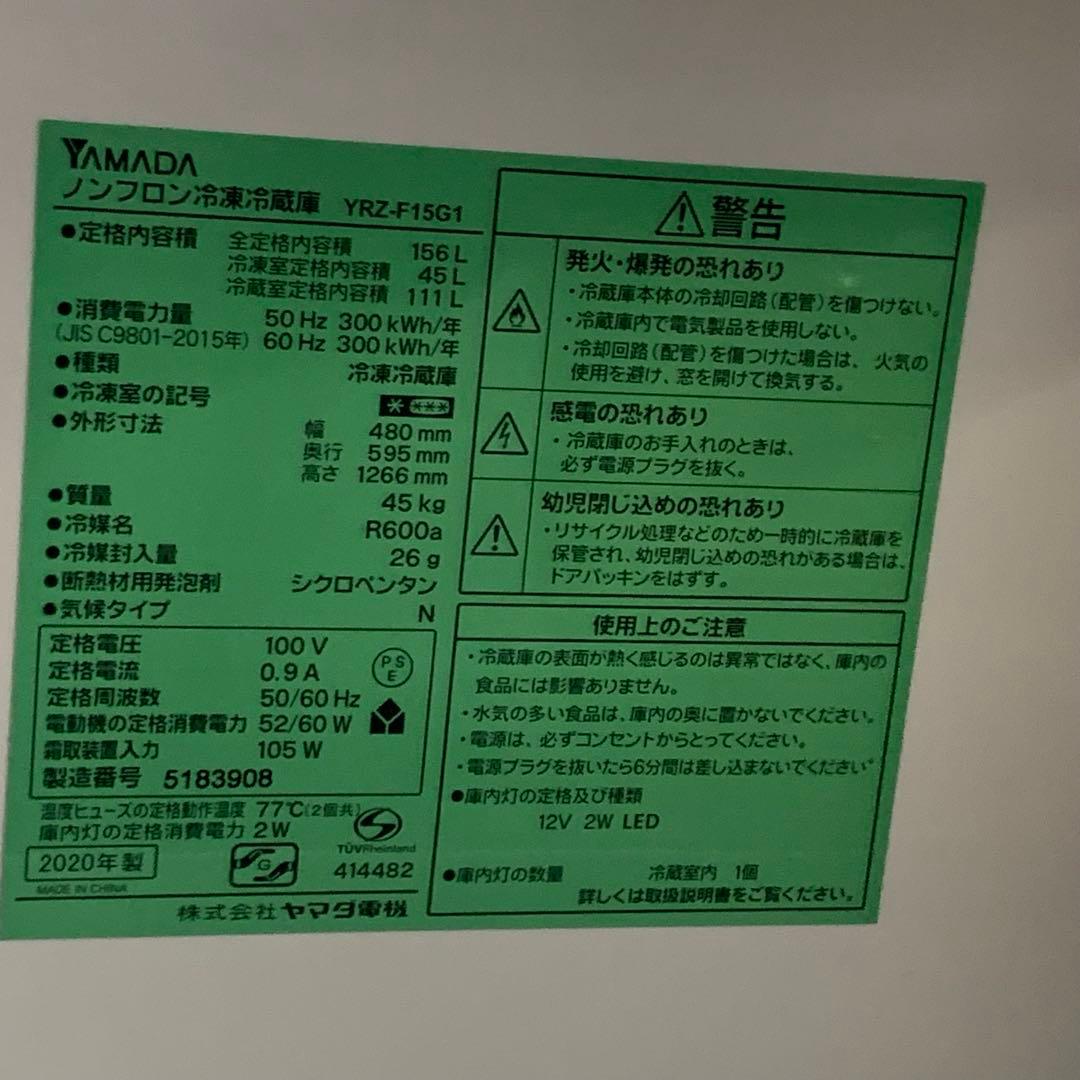 YAMADA
ノンフロン冷凍冷蔵庫 YRZ-F15G1
●定格内容積 全定格内容積 156 L
冷凍室定格内容積 45 L
冷蔵室定格内容積 111 L
●消費電力量 50 Hz 300 kWh/年
(JIS C9801-2015年) 60 Hz 300 kWh/年
●種類 冷凍冷蔵庫
●冷凍室の記号
●外形寸法 幅 480 mm
奥行 595 mm
高さ 1266 mm
●質量 45 kg
●冷媒名 R600a
●冷媒封入量 26 g
●断熱材用発泡剤 シクロペンタン
●気候タイプ N
定格電圧 100 V
定格電流 0.9 A
定格周波数 50/60 Hz
電動機の定格消費電力 52/60 W
霜取装置入力 105 W
製造番号 5183908
PS
E
温度ヒューズの定格動作温度 77℃(2個共)
庫内灯の定格消費電力 2W
2020年製
MADE IN CHINA
G
TÜVRheinland
414482
株式会社 ヤマダ電機
警告
発火・爆発の恐れあり
・冷蔵庫本体の冷却回路(配管)を傷つけない。
・冷蔵庫内で電気製品を使用しない。
・冷却回路(配管)を傷つけた場合は、火気の
使用を避け、窓を開けて換気する。
感電の恐れあり
・冷蔵庫のお手入れのときは、
必ず電源プラグを抜く。
幼児閉じ込めの恐れあり
・リサイクル処理などのため一時的に冷蔵庫を
保管され、幼児閉じ込めの恐れがある場合は、
ドアパッキンをはずす。
使用上のご注意
・冷蔵庫の表面が熱く感じるのは異常ではなく、庫内の
食品には影響ありません。
・水気の多い食品は、庫内の奥に置かないでください。
・電源は、必ずコンセントからとってください。
・電源プラグを抜いたら6分間は差し込まないでください。
●庫内灯の定格及び種類
12V 2W LED
●庫内灯の数量 冷蔵室内 1個
詳しくは取扱説明書をご覧ください。